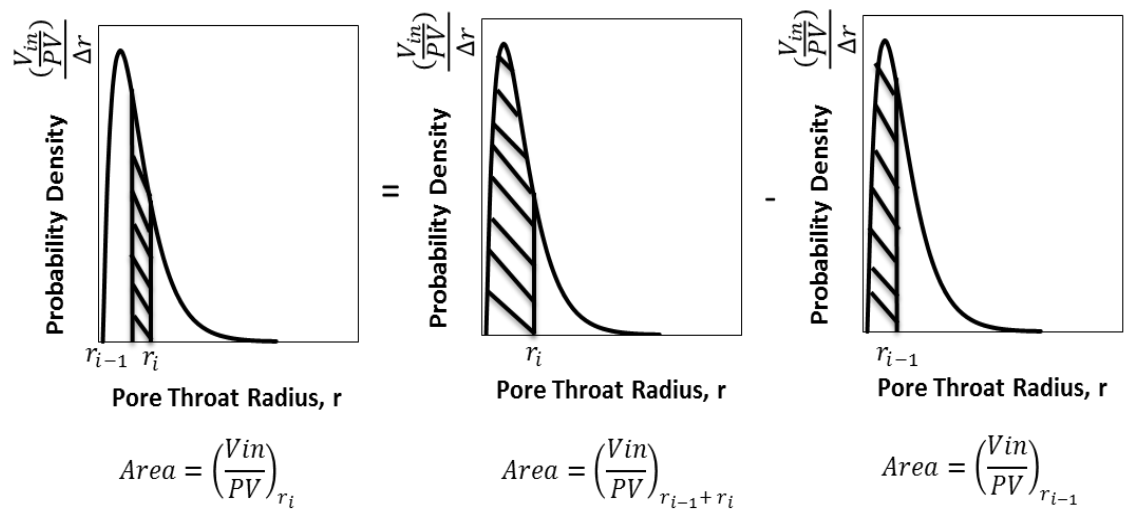 (Vin/PV)/Δr
Probability Density
r_{i−1} r_i
Pore Throat Radius, r
Area = (Vin/PV)_{r_i}
=
(Vin/PV)/Δr
Probability Density
r_i
Pore Throat Radius, r
Area = (Vin/PV)_{r_{i−1}+r_i}
-
(Vin/PV)/Δr
Probability Density
r_{i−1}
Pore Throat Radius, r
Area = (Vin/PV)_{r_{i−1}}